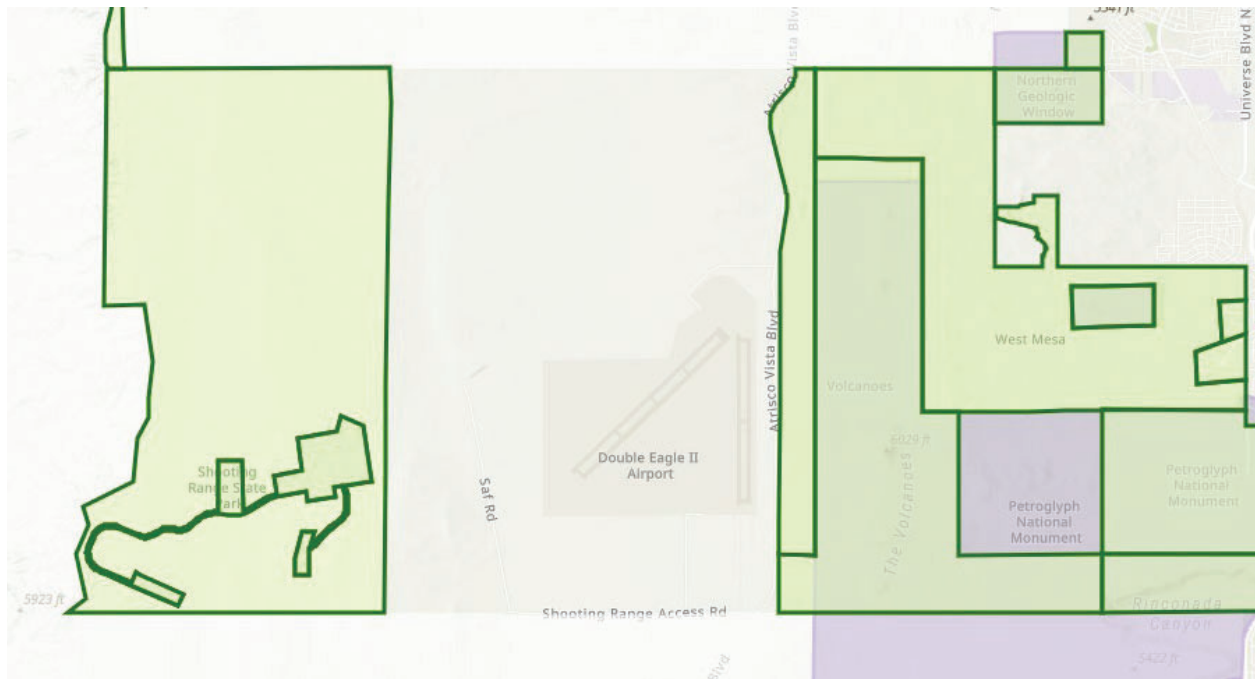 5541 ft
Atrisco Vista Blvd
Universe Blvd N
Northern
Geologic
Window
West Mesa
Atrisco Vista Blvd
Volcanoes
6029 ft
Double Eagle II
Airport
Shooting
Range State
Park
Saf Rd
Petroglyph
National
Monument
Petroglyph
National
Monument
The Volcanoes
5923 ft
Shooting Range Access Rd
Rinconada
Canyon
5422 ft
Blvd